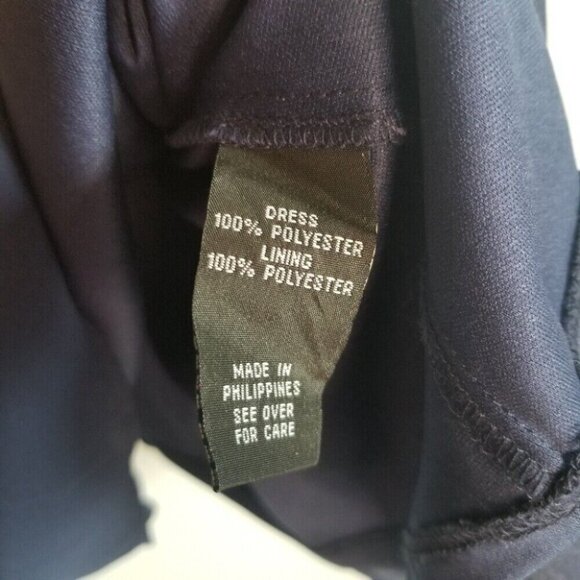 DRESS
100% POLYESTER
LINING
100% POLYESTER
MADE IN
PHILIPPINES
SEE OVER
FOR CARE